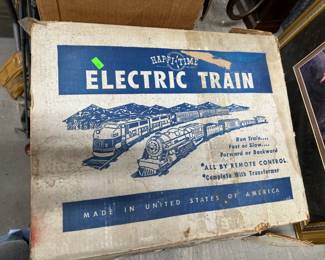 HAPPI-TIME
ELECTRIC TRAIN
Run Train....
Fast or Slow....
Forward or Backward
*ALL BY REMOTE CONTROL
*Complete With Transformer
MADE IN UNITED STATES OF AMERICA